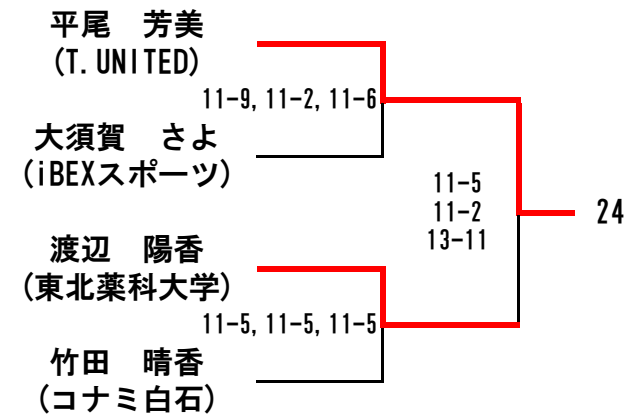 平尾　芳美
(T.UNITED)
11-9, 11-2, 11-6
大須賀　さよ
(iBEXスポーツ)
11-5
11-2
13-11
24
渡辺　陽香
(東北薬科大学)
11-5, 11-5, 11-5
竹田　晴香
(コナミ白石)